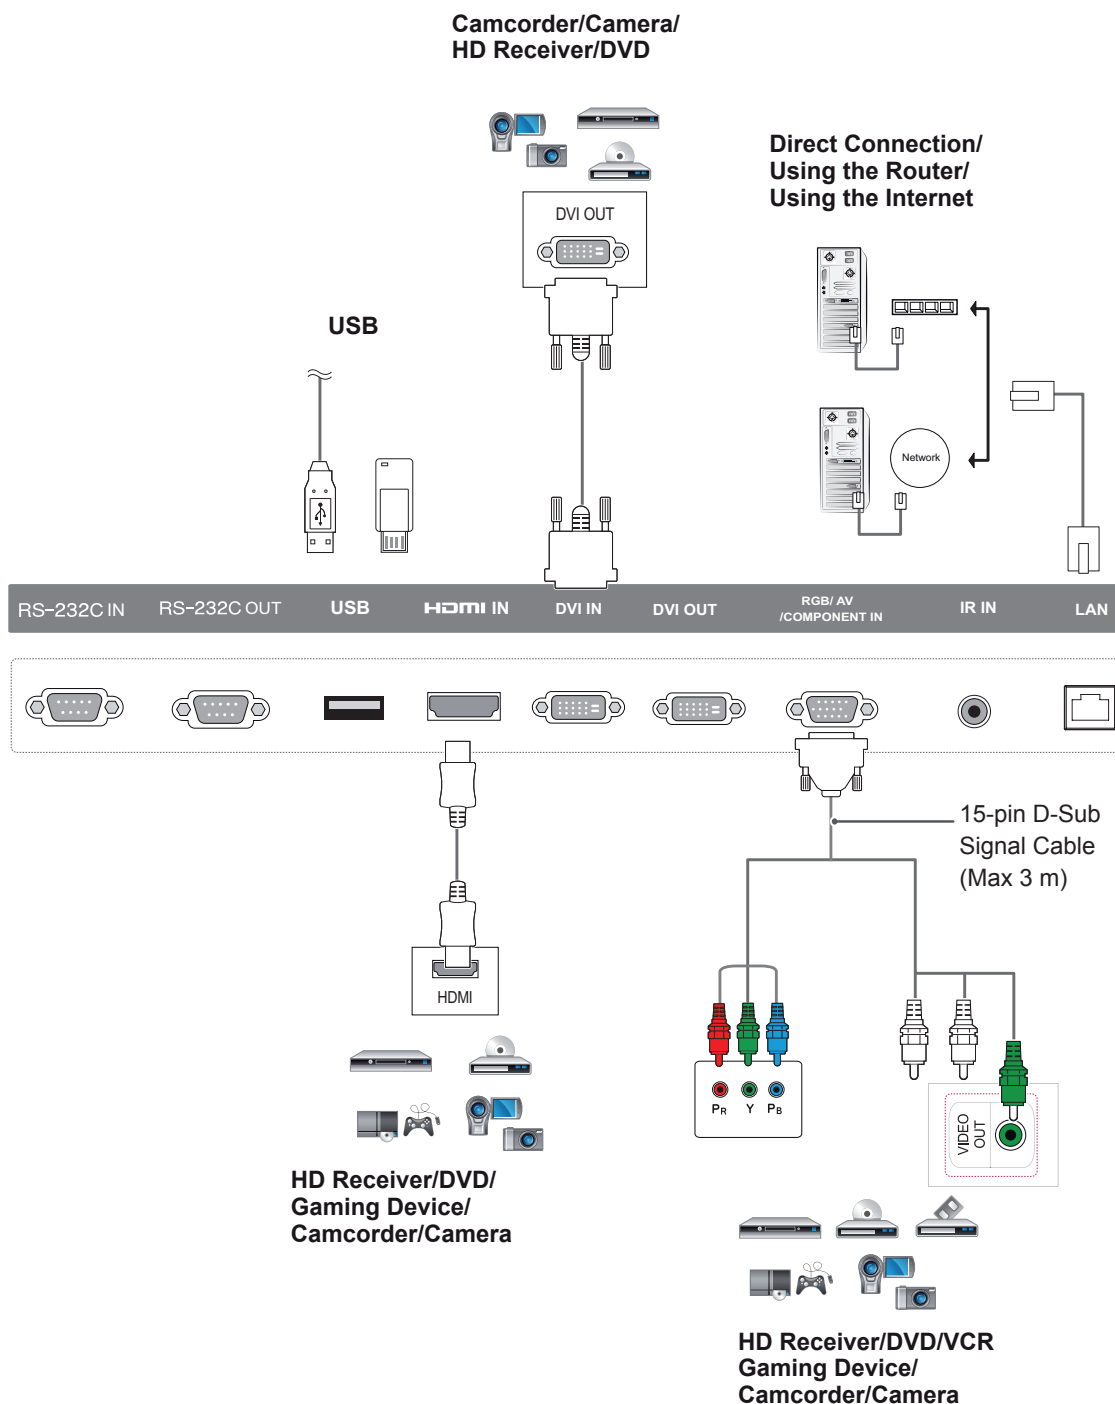 Camcorder/Camera/
HD Receiver/DVD
Direct Connection/
Using the Router/
Using the Internet
DVI OUT
USB
Network
RS-232C IN
RS-232C OUT
USB
HDMI IN
DVI IN
DVI OUT
RGB/ AV
/COMPONENT IN
IR IN
LAN
15-pin D-Sub
Signal Cable
(Max 3 m)
HDMI
PR Y PB
VIDEO
OUT
HD Receiver/DVD/
Gaming Device/
Camcorder/Camera
HD Receiver/DVD/VCR
Gaming Device/
Camcorder/Camera